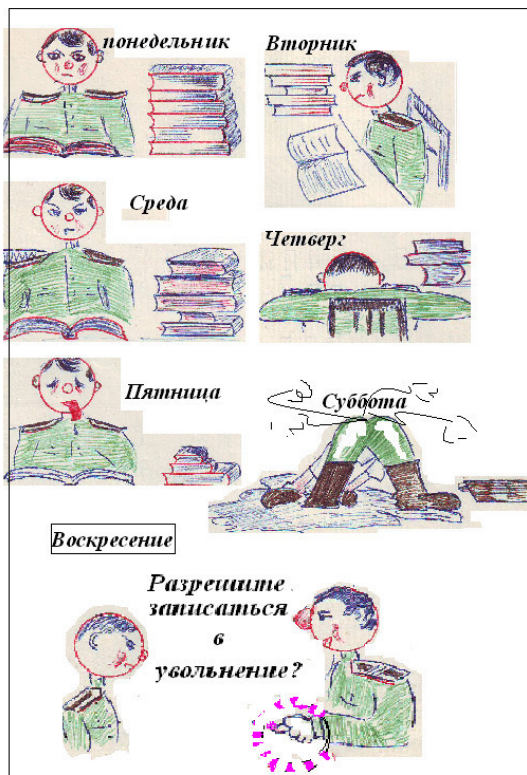 понедельник
Вторник
Среда
Четверг
Пятница
Суббота
Воскресение
Разрешите
записаться
в
увольнение?